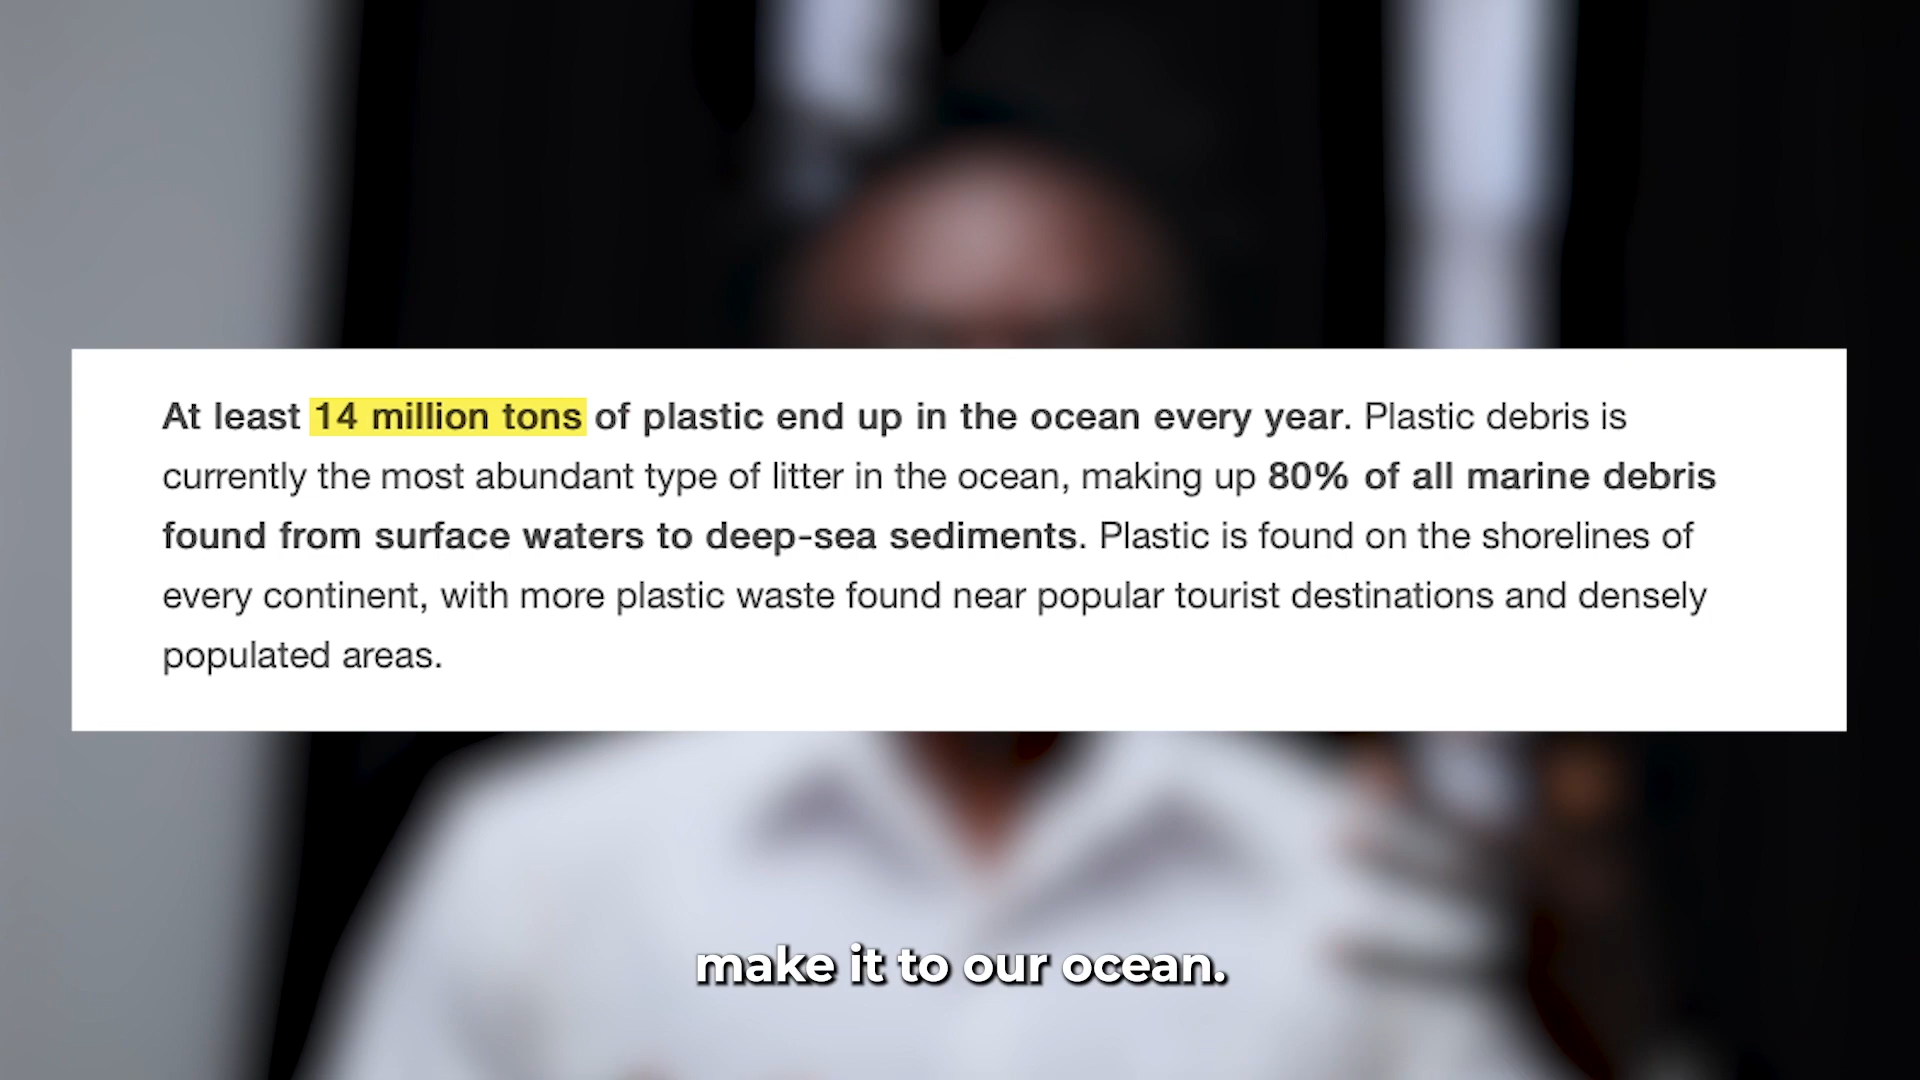 At least 14 million tons of plastic end up in the ocean every year. Plastic debris is
currently the most abundant type of litter in the ocean, making up 80% of all marine debris
found from surface waters to deep-sea sediments. Plastic is found on the shorelines of
every continent, with more plastic waste found near popular tourist destinations and densely
populated areas.
make it to our ocean.